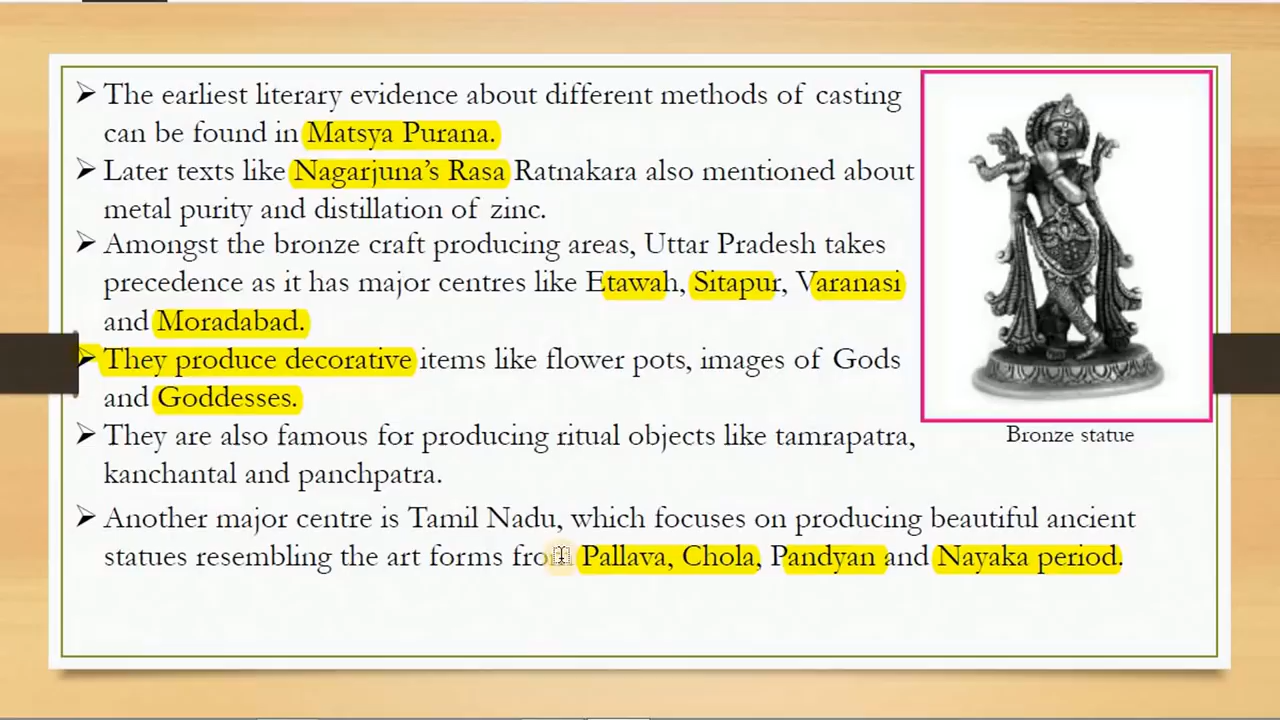 ➢ The earliest literary evidence about different methods of casting
can be found in Matsya Purana.
➢ Later texts like Nagarjuna's Rasa Ratnakara also mentioned about
metal purity and distillation of zinc.
➢ Amongst the bronze craft producing areas, Uttar Pradesh takes
precedence as it has major centres like Etawah, Sitapur, Varanasi
and Moradabad.
➢ They produce decorative items like flower pots, images of Gods
and Goddesses.
➢ They are also famous for producing ritual objects like tamrapatra,
kanchantal and panchpatra.
➢ Another major centre is Tamil Nadu, which focuses on producing beautiful ancient
statues resembling the art forms from Pallava, Chola, Pandyan and Nayaka period.
Bronze statue